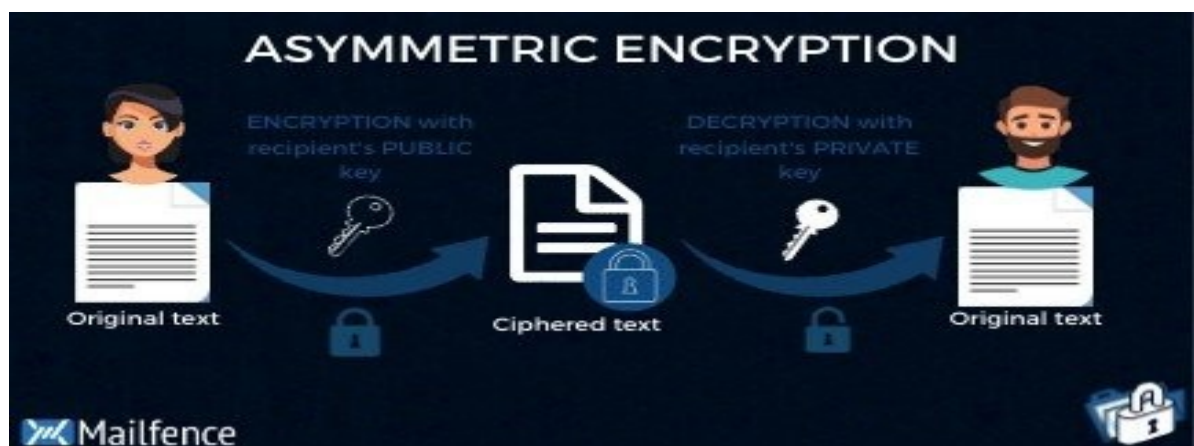 ASYMMETRIC ENCRYPTION
ENCRYPTION with
recipient's PUBLIC
key
DECRYPTION with
recipient's PRIVATE
key
Original text
Ciphered text
Original text
Mailfence